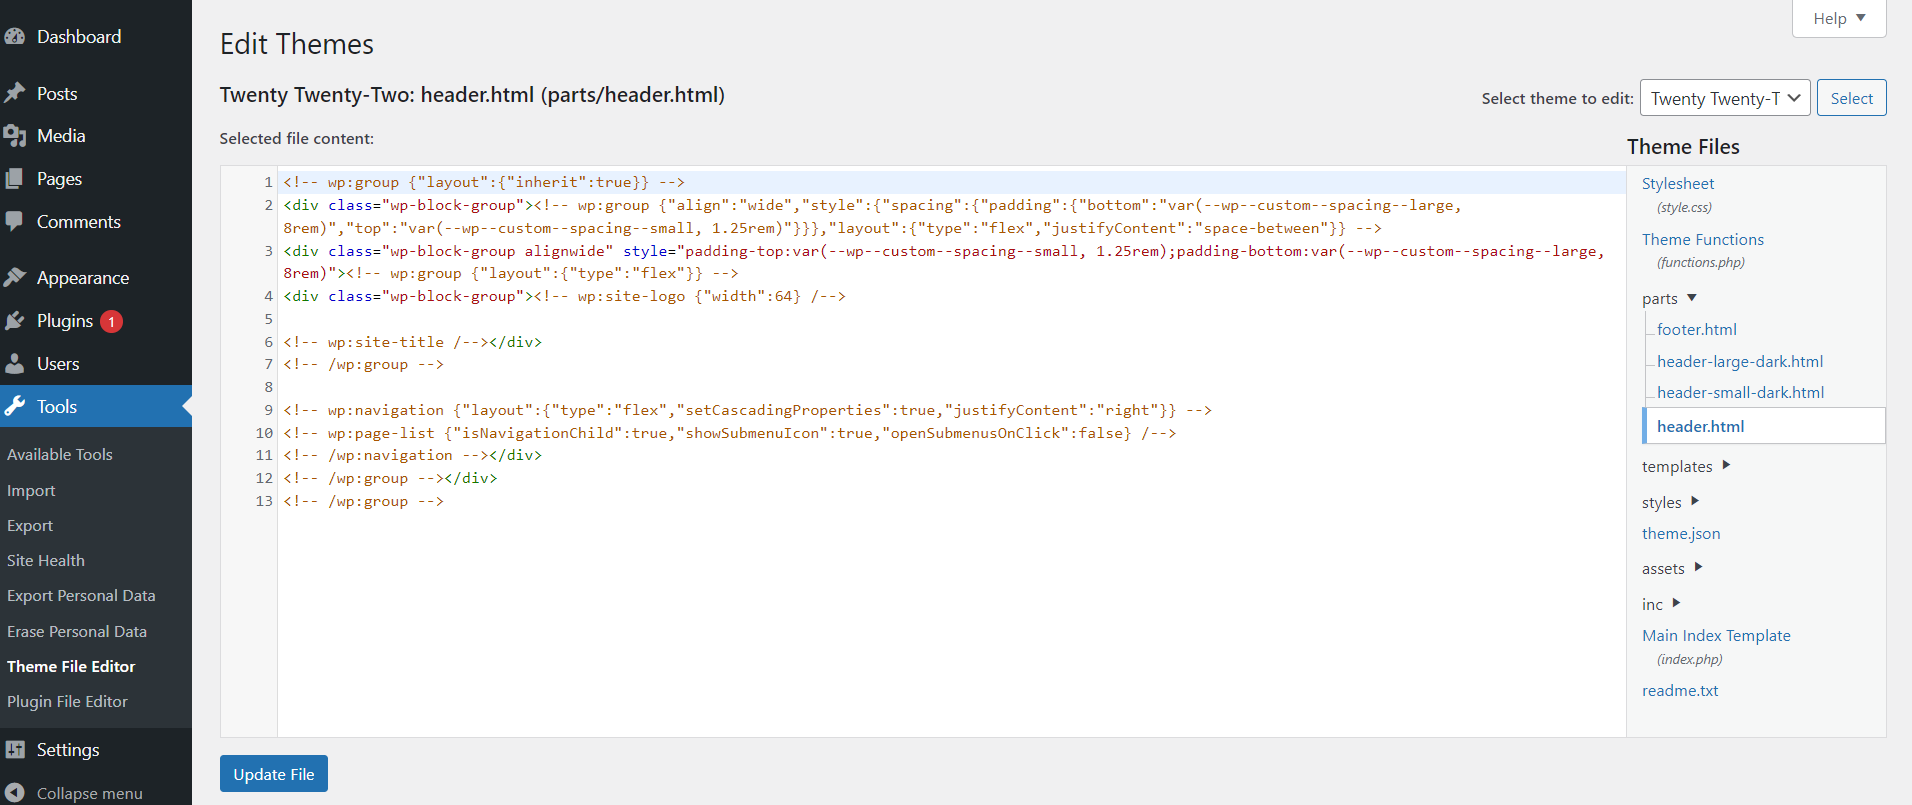 Dashboard
Posts
Media
Pages
Comments
Appearance
Plugins 1
Users
Tools
Available Tools
Import
Export
Site Health
Export Personal Data
Erase Personal Data
Theme File Editor
Plugin File Editor
Settings
Collapse menu
Help
Edit Themes
Twenty Twenty-Two: header.html (parts/header.html)
Select theme to edit: Twenty Twenty-T Select
Selected file content:
1 <!-- wp:group {"layout":{"inherit":true}} -->
2 <div class="wp-block-group"><!-- wp:group {"align":"wide","style":{"spacing":{"padding":{"bottom":"var(--wp--custom--spacing--large,
8rem)","top":"var(--wp--custom--spacing--small, 1.25rem)"}}},"layout":{"type":"flex","justifyContent":"space-between"}} -->
3 <div class="wp-block-group alignwide" style="padding-top:var(--wp--custom--spacing--small, 1.25rem);padding-bottom:var(--wp--custom--spacing--large,
8rem)"><!-- wp:group {"layout":{"type":"flex"}} -->
4 <div class="wp-block-group"><!-- wp:site-logo {"width":64} /-->
5
6 <!-- wp:site-title /--></div>
7 <!-- /wp:group -->
8
9 <!-- wp:navigation {"layout":{"type":"flex","setCascadingProperties":true,"justifyContent":"right"}} -->
10 <!-- wp:page-list {"isNavigationChild":true,"showSubmenuIcon":true,"openSubmenusOnClick":false} /-->
11 <!-- /wp:navigation --></div>
12 <!-- /wp:group --></div>
13 <!-- /wp:group -->
Theme Files
Stylesheet
(style.css)
Theme Functions
(functions.php)
parts
footer.html
header-large-dark.html
header-small-dark.html
header.html
templates
styles
theme.json
assets
inc
Main Index Template
(index.php)
readme.txt
Update File